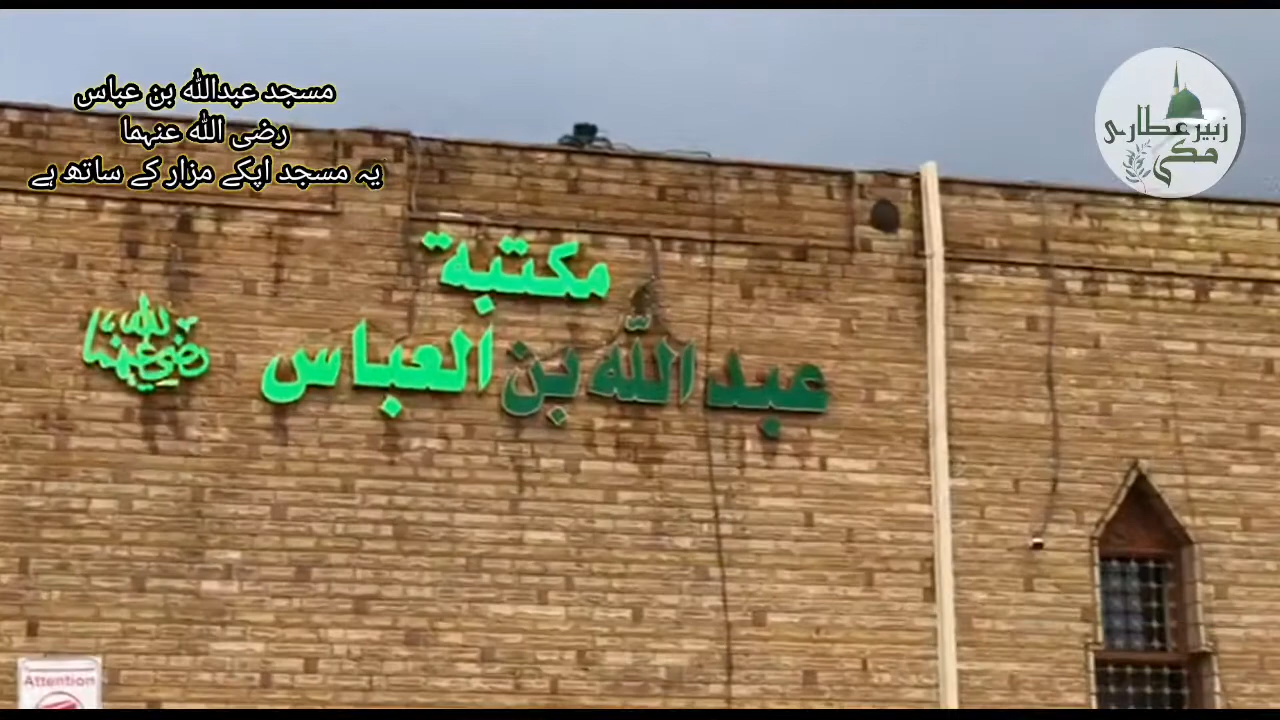 مسجد عبداللہ بن عباس
رضی اللہ عنہما
یہ مسجد اپکے مزار کے ساتھ ہے
زبیر عطاری
مکی
مكتبة
عبد الله بن العباس
رضي الله عنهما
Attention